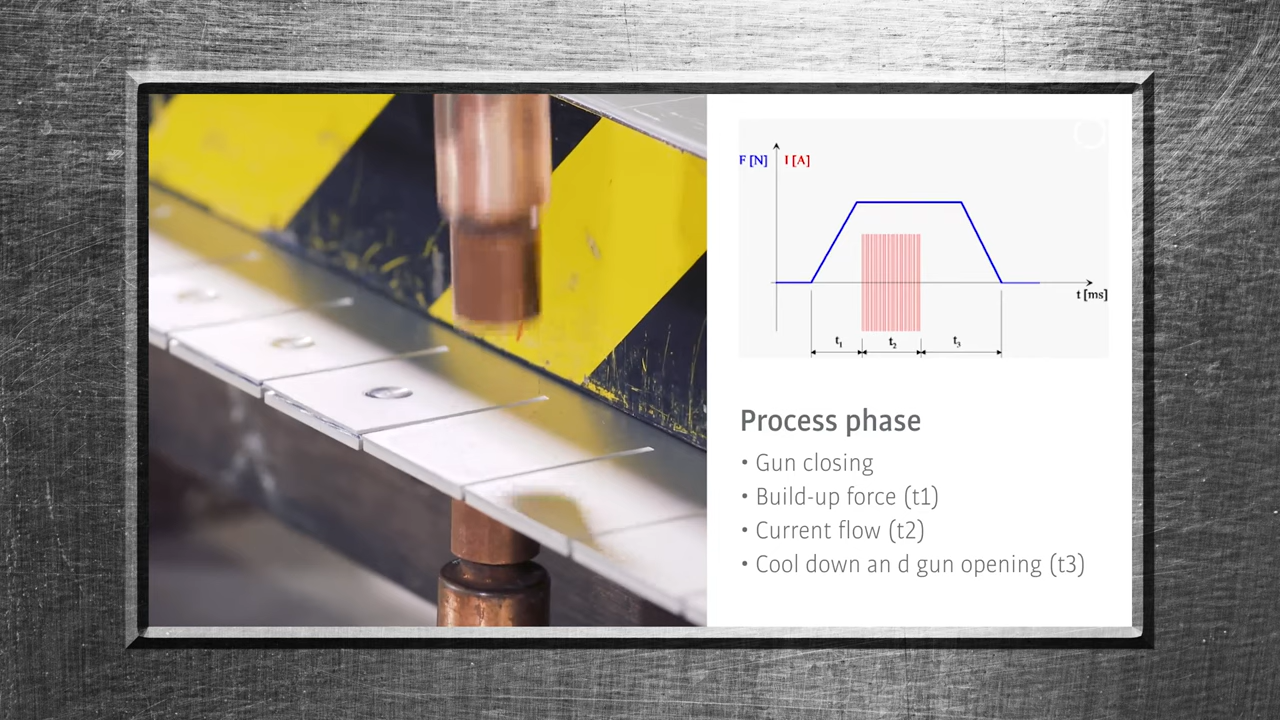 F [N] I [A]
t [ms]
t₁ t₂ t₃
Process phase
• Gun closing
• Build-up force (t1)
• Current flow (t2)
• Cool down an d gun opening (t3)